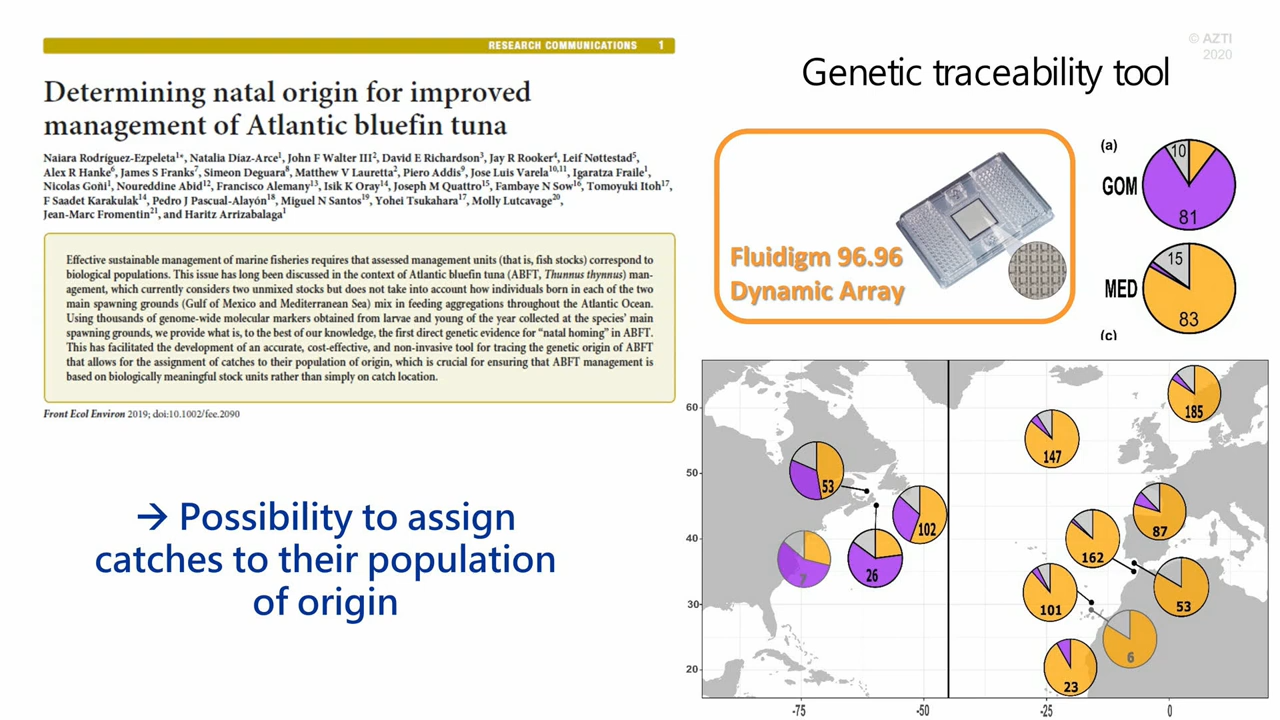 RESEARCH COMMUNICATIONS 1
Determining natal origin for improved
management of Atlantic bluefin tuna
Naiara Rodríguez-Ezpeleta1*, Natalia Díaz-Arce1, John F Walter III2, David E Richardson3, Jay R Rooker4, Leif Nøttestad5,
Alex R Hanke6, James S Franks7, Simeon Deguara8, Matthew V Lauretta2, Piero Addis9, Jose Luis Varela10,11, Igaratza Fraile1,
Nicolas Goñi1, Noureddine Abid12, Francisco Alemany13, Isik K Oray14, Joseph M Quattro15, Fambaye N Sow16, Tomoyuki Itoh17,
F Saadet Karakulak14, Pedro J Pascual-Alayón18, Miguel N Santos19, Yohei Tsukahara17, Molly Lutcavage20,
Jean-Marc Fromentin21, and Haritz Arrizabalaga1
Effective sustainable management of marine fisheries requires that assessed management units (that is, fish stocks) correspond to
biological populations. This issue has long been discussed in the context of Atlantic bluefin tuna (ABFT, Thunnus thynnus) man-
agement, which currently considers two unmixed stocks but does not take into account how individuals born in each of the two
main spawning grounds (Gulf of Mexico and Mediterranean Sea) mix in feeding aggregations throughout the Atlantic Ocean.
Using thousands of genome-wide molecular markers obtained from larvae and young of the year collected at the species' main
spawning grounds, we provide what is, to the best of our knowledge, the first direct genetic evidence for "natal homing" in ABFT.
This has facilitated the development of an accurate, cost-effective, and non-invasive tool for tracing the genetic origin of ABFT
that allows for the assignment of catches to their population of origin, which is crucial for ensuring that ABFT management is
based on biologically meaningful stock units rather than simply on catch location.
Front Ecol Environ 2019; doi:10.1002/fee.2090
→ Possibility to assign
catches to their population
of origin
© AZTI
2020
Genetic traceability tool
Fluidigm 96.96
Dynamic Array
(a)
GOM
10
81
MED
15
83
(c)
60
50
40
30
20
-75
-50
-25
0
185
147
53
102
87
162
7
26
101
53
6
23